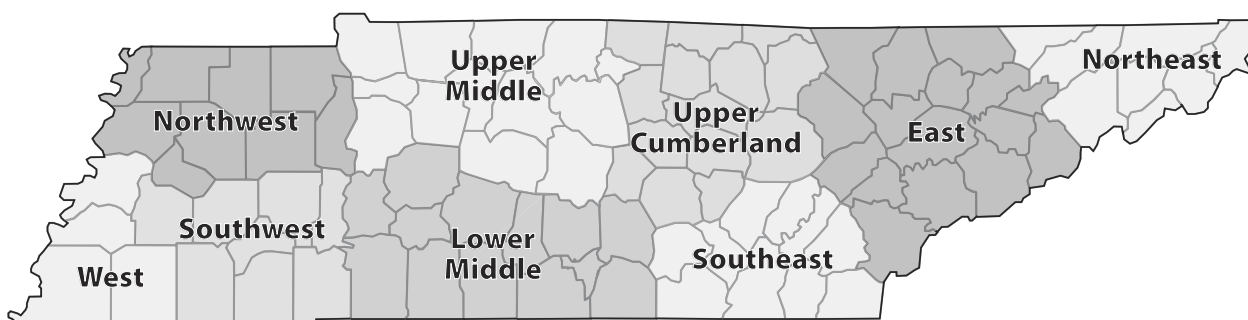 Upper
Middle
Northeast
Northwest
Upper
Cumberland
East
Southwest
Lower
Middle
Southeast
West